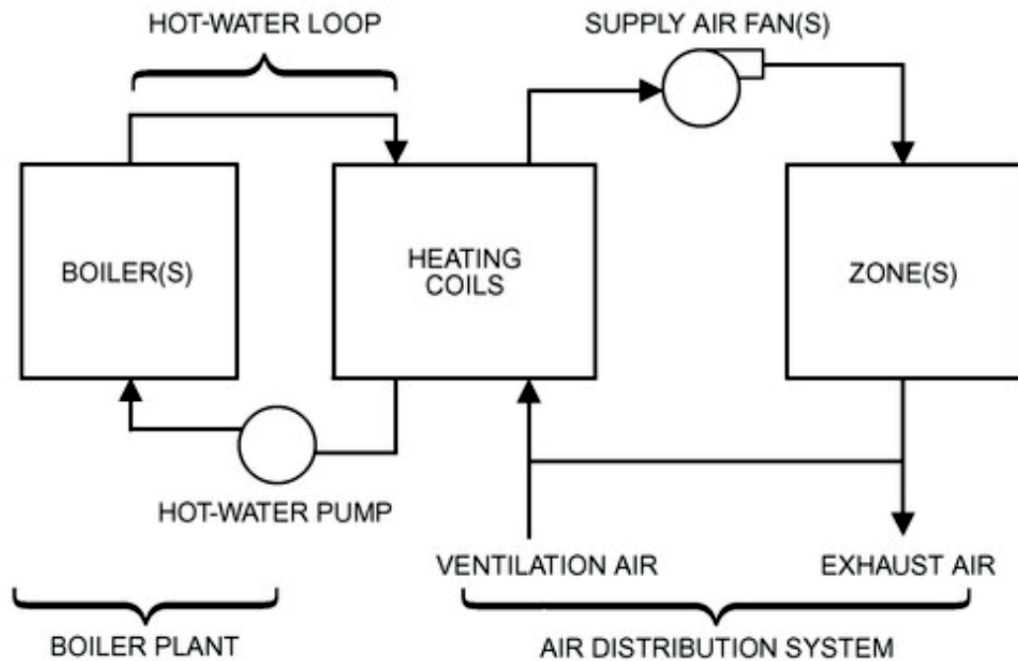 HOT-WATER LOOP
SUPPLY AIR FAN(S)
BOILER(S)
HEATING
COILS
ZONE(S)
HOT-WATER PUMP
VENTILATION AIR
EXHAUST AIR
BOILER PLANT
AIR DISTRIBUTION SYSTEM